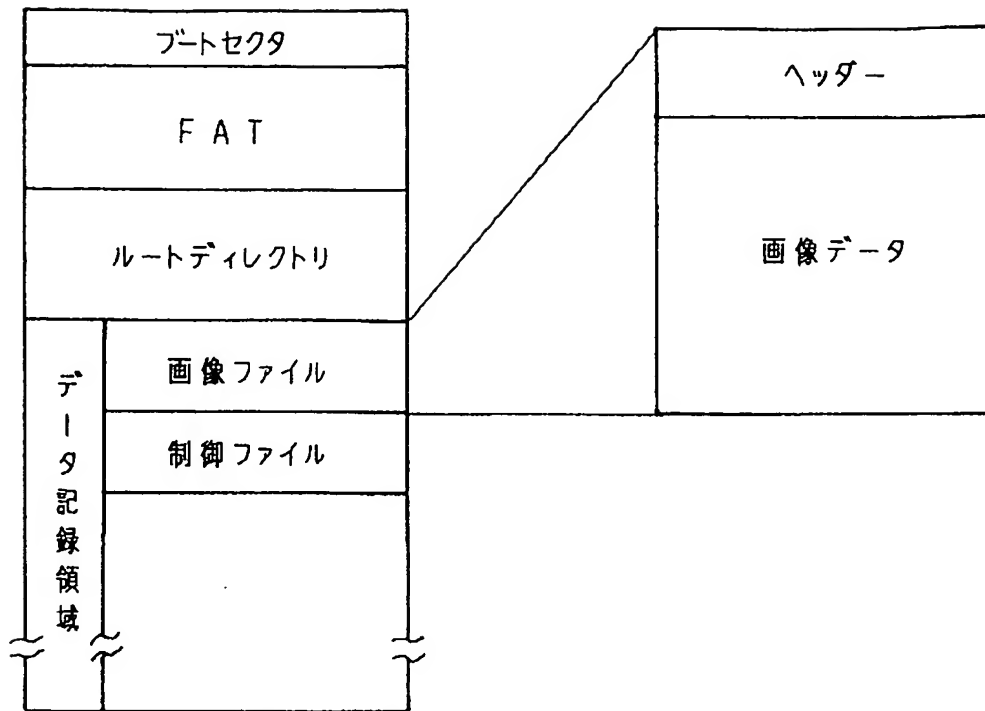 ブートセクタ
FAT
ルートディレクトリ
データ記録領域
画像ファイル
制御ファイル
ヘッダー
画像データ